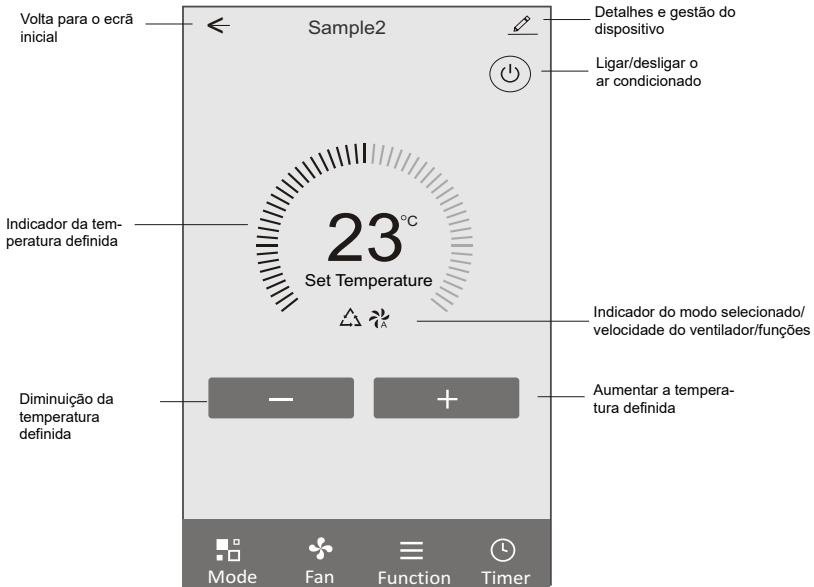 Volta para o ecrã
inicial
Sample2
Detalhes e gestão do
dispositivo
Ligar/desligar o
ar condicionado
Indicador da tem-
peratura definida
23°C
Set Temperature
A
Indicador do modo selecionado/
velocidade do ventilador/funções
Diminuição da
temperatura
definida
−
+
Aumentar a tempera-
tura definida
Mode
Fan
Function
Timer